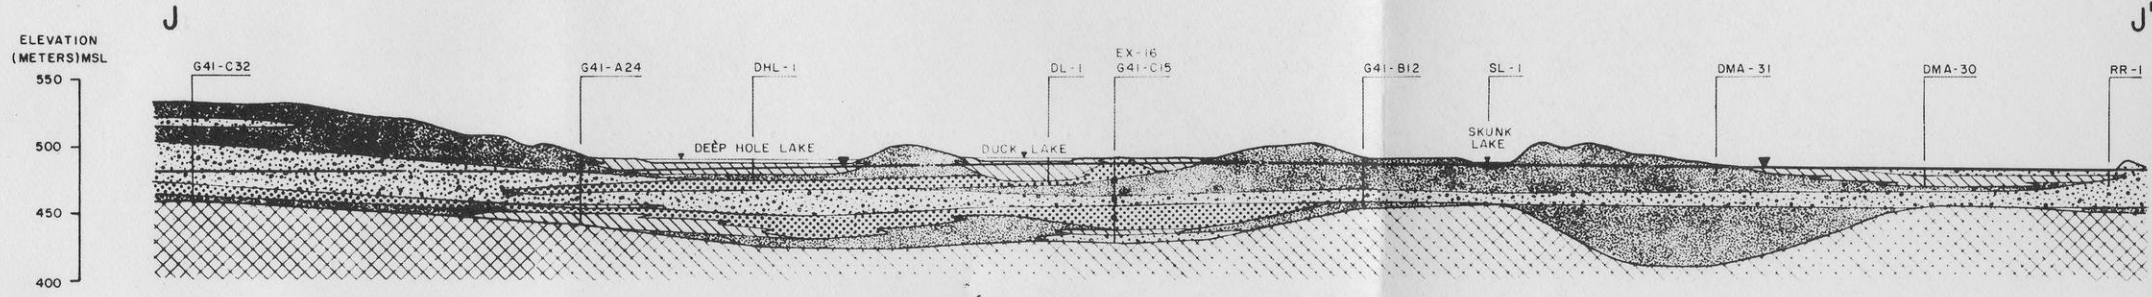 J
J'
ELEVATION
(METERS)MSL
550
500
450
400
G41-C32
G41-A24
DHL-1
DL-1
EX-16
G41-C15
G41-B12
SL-1
DMA-31
DMA-30
RR-1
DEEP HOLE LAKE
DUCK LAKE
SKUNK
LAKE